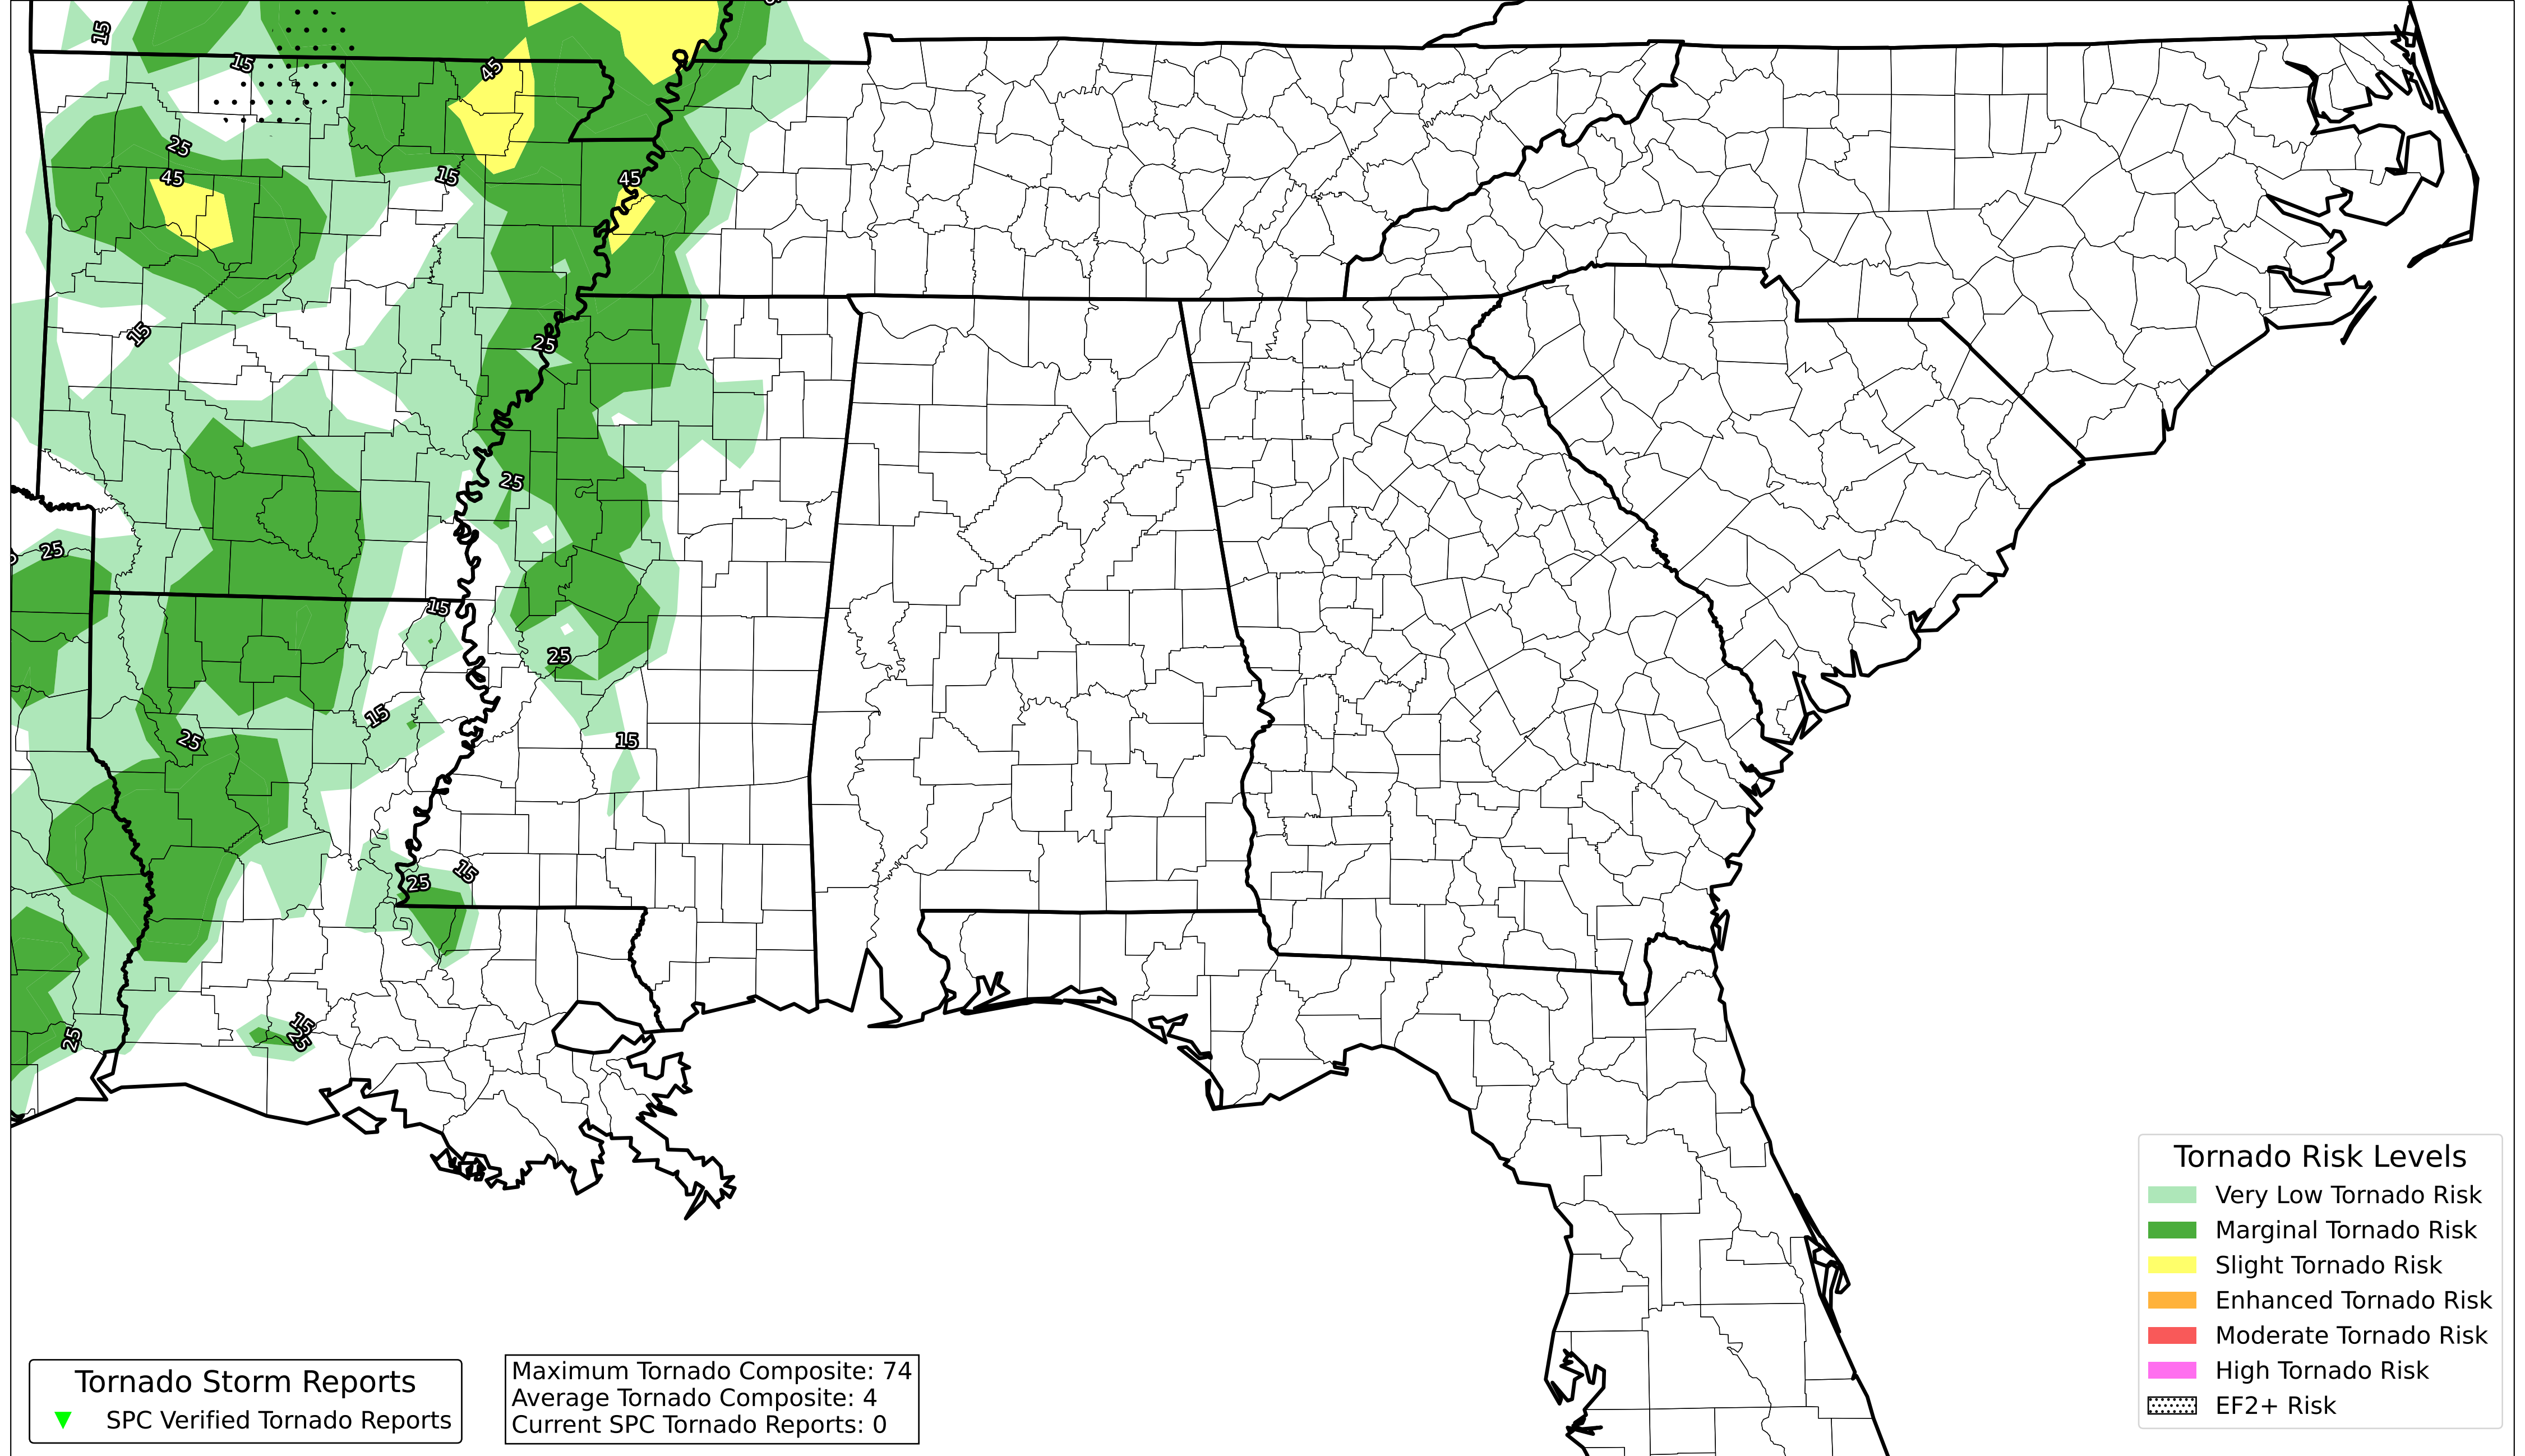 15
15
45
25
45
15
45
15
25
25
25
15
25
15
25
15
15
25
15
25
15
25
Tornado Risk Levels
Very Low Tornado Risk
Marginal Tornado Risk
Slight Tornado Risk
Enhanced Tornado Risk
Moderate Tornado Risk
High Tornado Risk
EF2+ Risk
Tornado Storm Reports
SPC Verified Tornado Reports
Maximum Tornado Composite: 74
Average Tornado Composite: 4
Current SPC Tornado Reports: 0